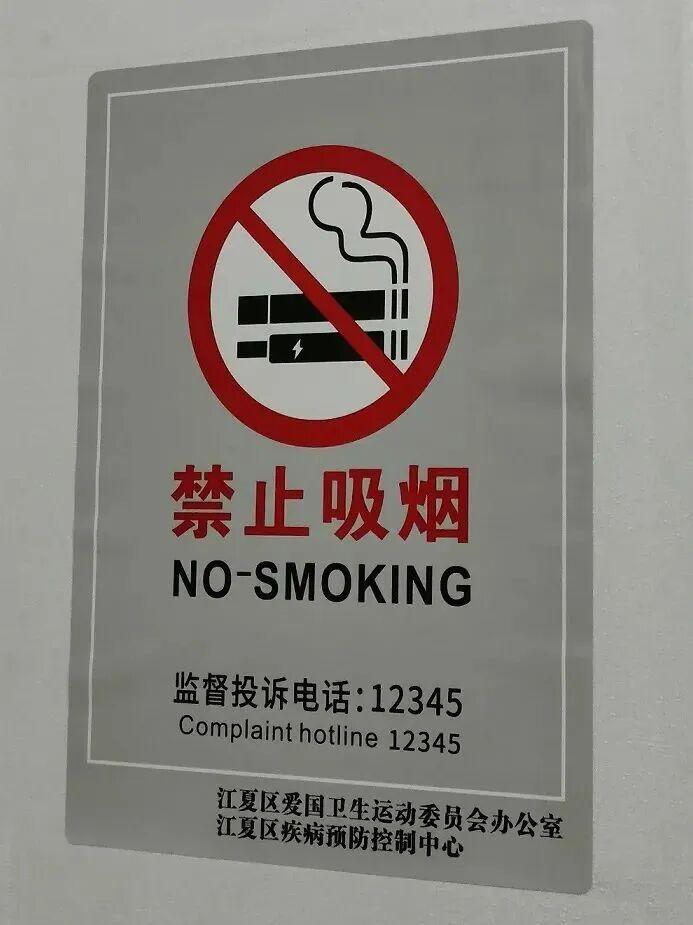 禁止吸烟
NO-SMOKING
监督投诉电话:12345
Complaint hotline 12345
江夏区爱国卫生运动委员会办公室
江夏区疾病预防控制中心